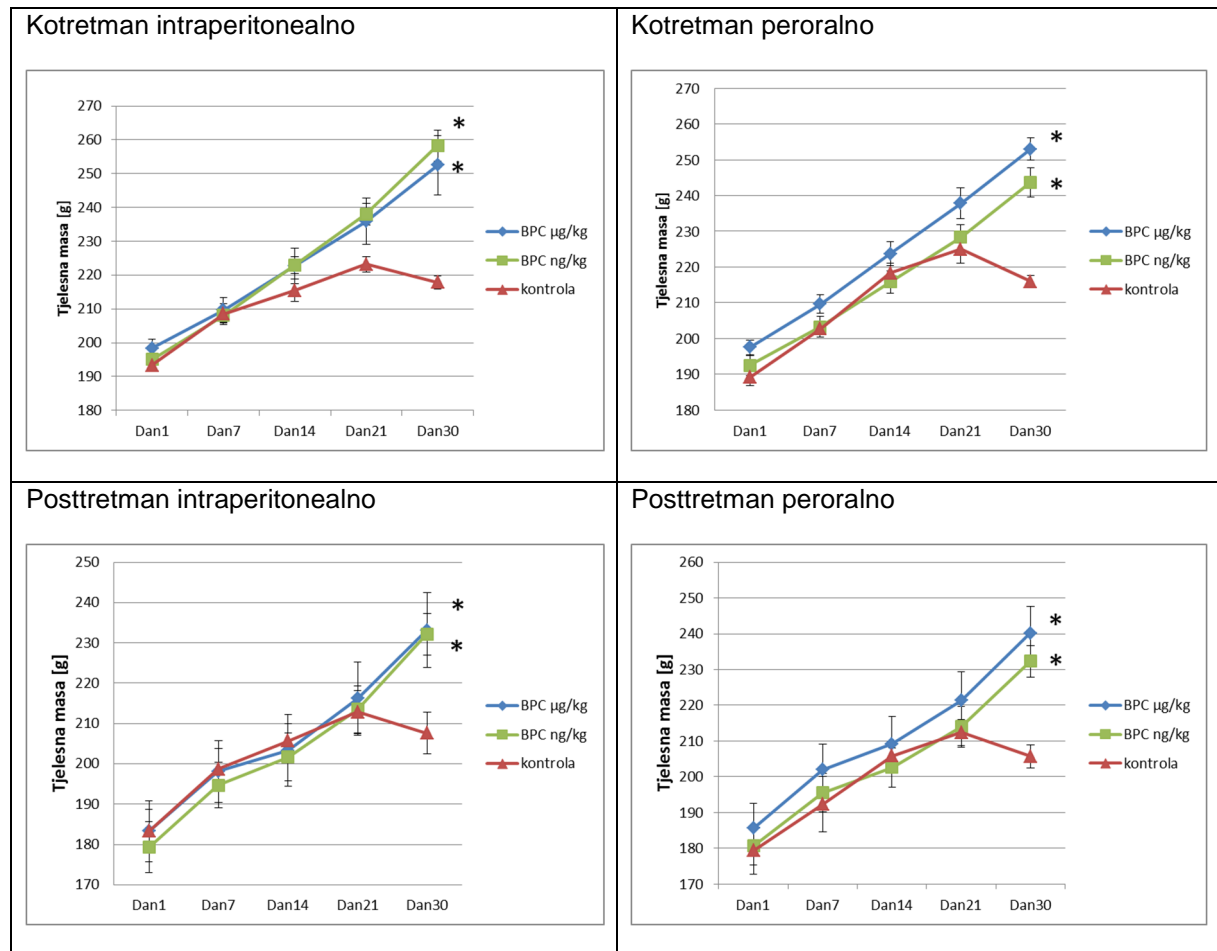 Kotretman intraperitonealno
Tjelesna masa [g]
270
260
250
240
230
220
210
200
190
180
Dan1 Dan7 Dan14 Dan21 Dan30
*
*
BPC µg/kg
BPC ng/kg
kontrola
Kotretman peroralno
Tjelesna masa [g]
270
260
250
240
230
220
210
200
190
180
Dan1 Dan7 Dan14 Dan21 Dan30
*
*
BPC µg/kg
BPC ng/kg
kontrola
Posttretman intraperitonealno
Tjelesna masa [g]
250
240
230
220
210
200
190
180
170
Dan1 Dan7 Dan14 Dan21 Dan30
*
*
BPC µg/kg
BPC ng/kg
kontrola
Posttretman peroralno
Tjelesna masa [g]
260
250
240
230
220
210
200
190
180
170
Dan1 Dan7 Dan14 Dan21 Dan30
*
*
BPC µg/kg
BPC ng/kg
kontrola